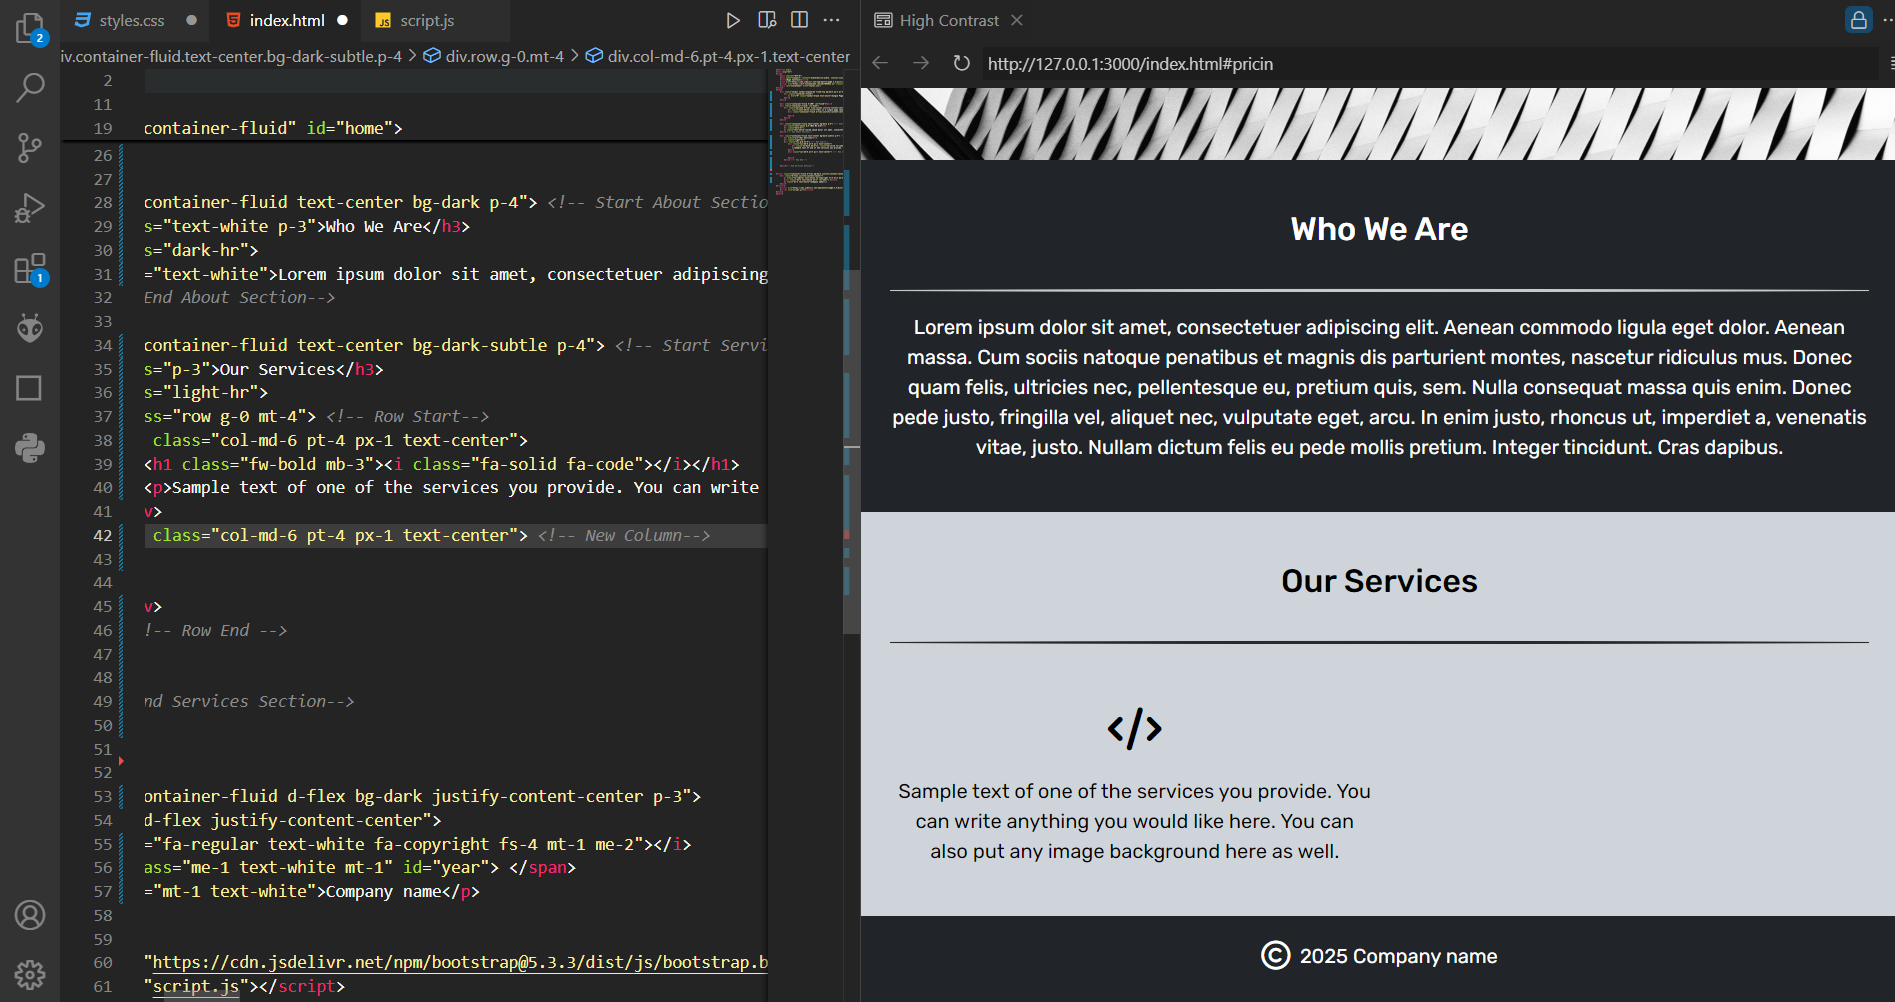 styles.css
index.html
script.js
iv.container-fluid.text-center.bg-dark-subtle.p-4 > div.row.g-0.mt-4 > div.col-md-6.pt-4.px-1.text-center
2
11
19 container-fluid" id="home">
26
27
28 container-fluid text-center bg-dark p-4"> <!-- Start About Sectio
29 s="text-white p-3">Who We Are</h3>
30 s="dark-hr">
31 ="text-white">Lorem ipsum dolor sit amet, consectetuer adipiscing
32 End About Section-->
33
34 container-fluid text-center bg-dark-subtle p-4"> <!-- Start Servi
35 s="p-3">Our Services</h3>
36 s="light-hr">
37 ss="row g-0 mt-4"> <!-- Row Start-->
38 class="col-md-6 pt-4 px-1 text-center">
39 <h1 class="fw-bold mb-3"><i class="fa-solid fa-code"></i></h1>
40 <p>Sample text of one of the services you provide. You can write
41 v>
42 class="col-md-6 pt-4 px-1 text-center"> <!-- New Column-->
43
44
45 v>
46 !-- Row End -->
47
48
49 nd Services Section-->
50
51
52
53 ontainer-fluid d-flex bg-dark justify-content-center p-3">
54 d-flex justify-content-center">
55 ="fa-regular text-white fa-copyright fs-4 mt-1 me-2"></i>
56 ass="me-1 text-white mt-1" id="year"> </span>
57 ="mt-1 text-white">Company name</p>
58
59
60 "https://cdn.jsdelivr.net/npm/bootstrap@5.3.3/dist/js/bootstrap.b
61 "script.js"></script>
2
1
High Contrast
http://127.0.0.1:3000/index.html#pricin
Who We Are
Lorem ipsum dolor sit amet, consectetuer adipiscing elit. Aenean commodo ligula eget dolor. Aenean
massa. Cum sociis natoque penatibus et magnis dis parturient montes, nascetur ridiculus mus. Donec
quam felis, ultricies nec, pellentesque eu, pretium quis, sem. Nulla consequat massa quis enim. Donec
pede justo, fringilla vel, aliquet nec, vulputate eget, arcu. In enim justo, rhoncus ut, imperdiet a, venenatis
vitae, justo. Nullam dictum felis eu pede mollis pretium. Integer tincidunt. Cras dapibus.
Our Services
</>
Sample text of one of the services you provide. You
can write anything you would like here. You can
also put any image background here as well.
© 2025 Company name